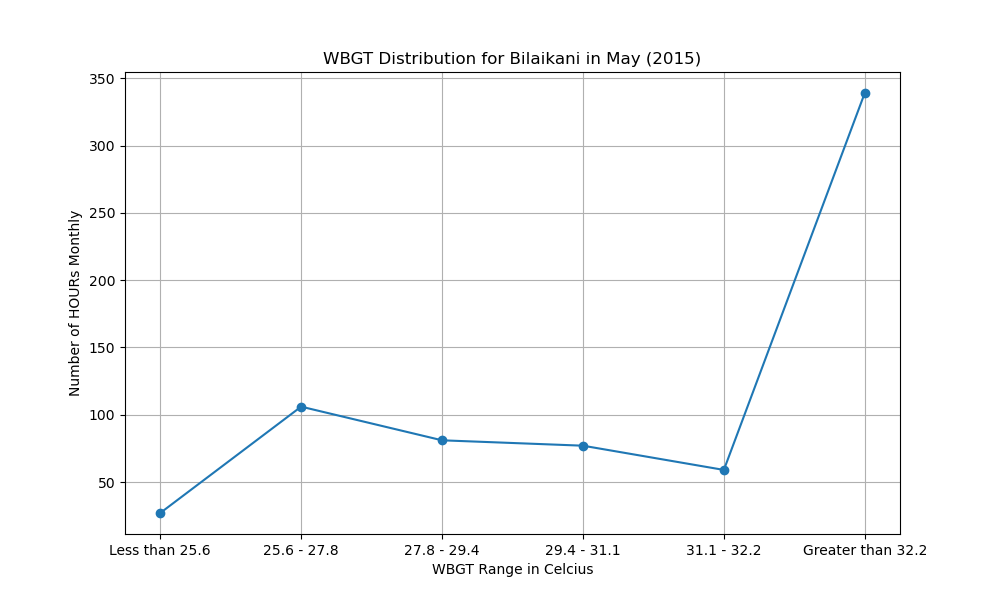 WBGT Distribution for Bilaikani in May (2015)
Number of HOURs Monthly
350
300
250
200
150
100
50
Less than 25.6
25.6 - 27.8
27.8 - 29.4
29.4 - 31.1
31.1 - 32.2
Greater than 32.2
WBGT Range in Celcius